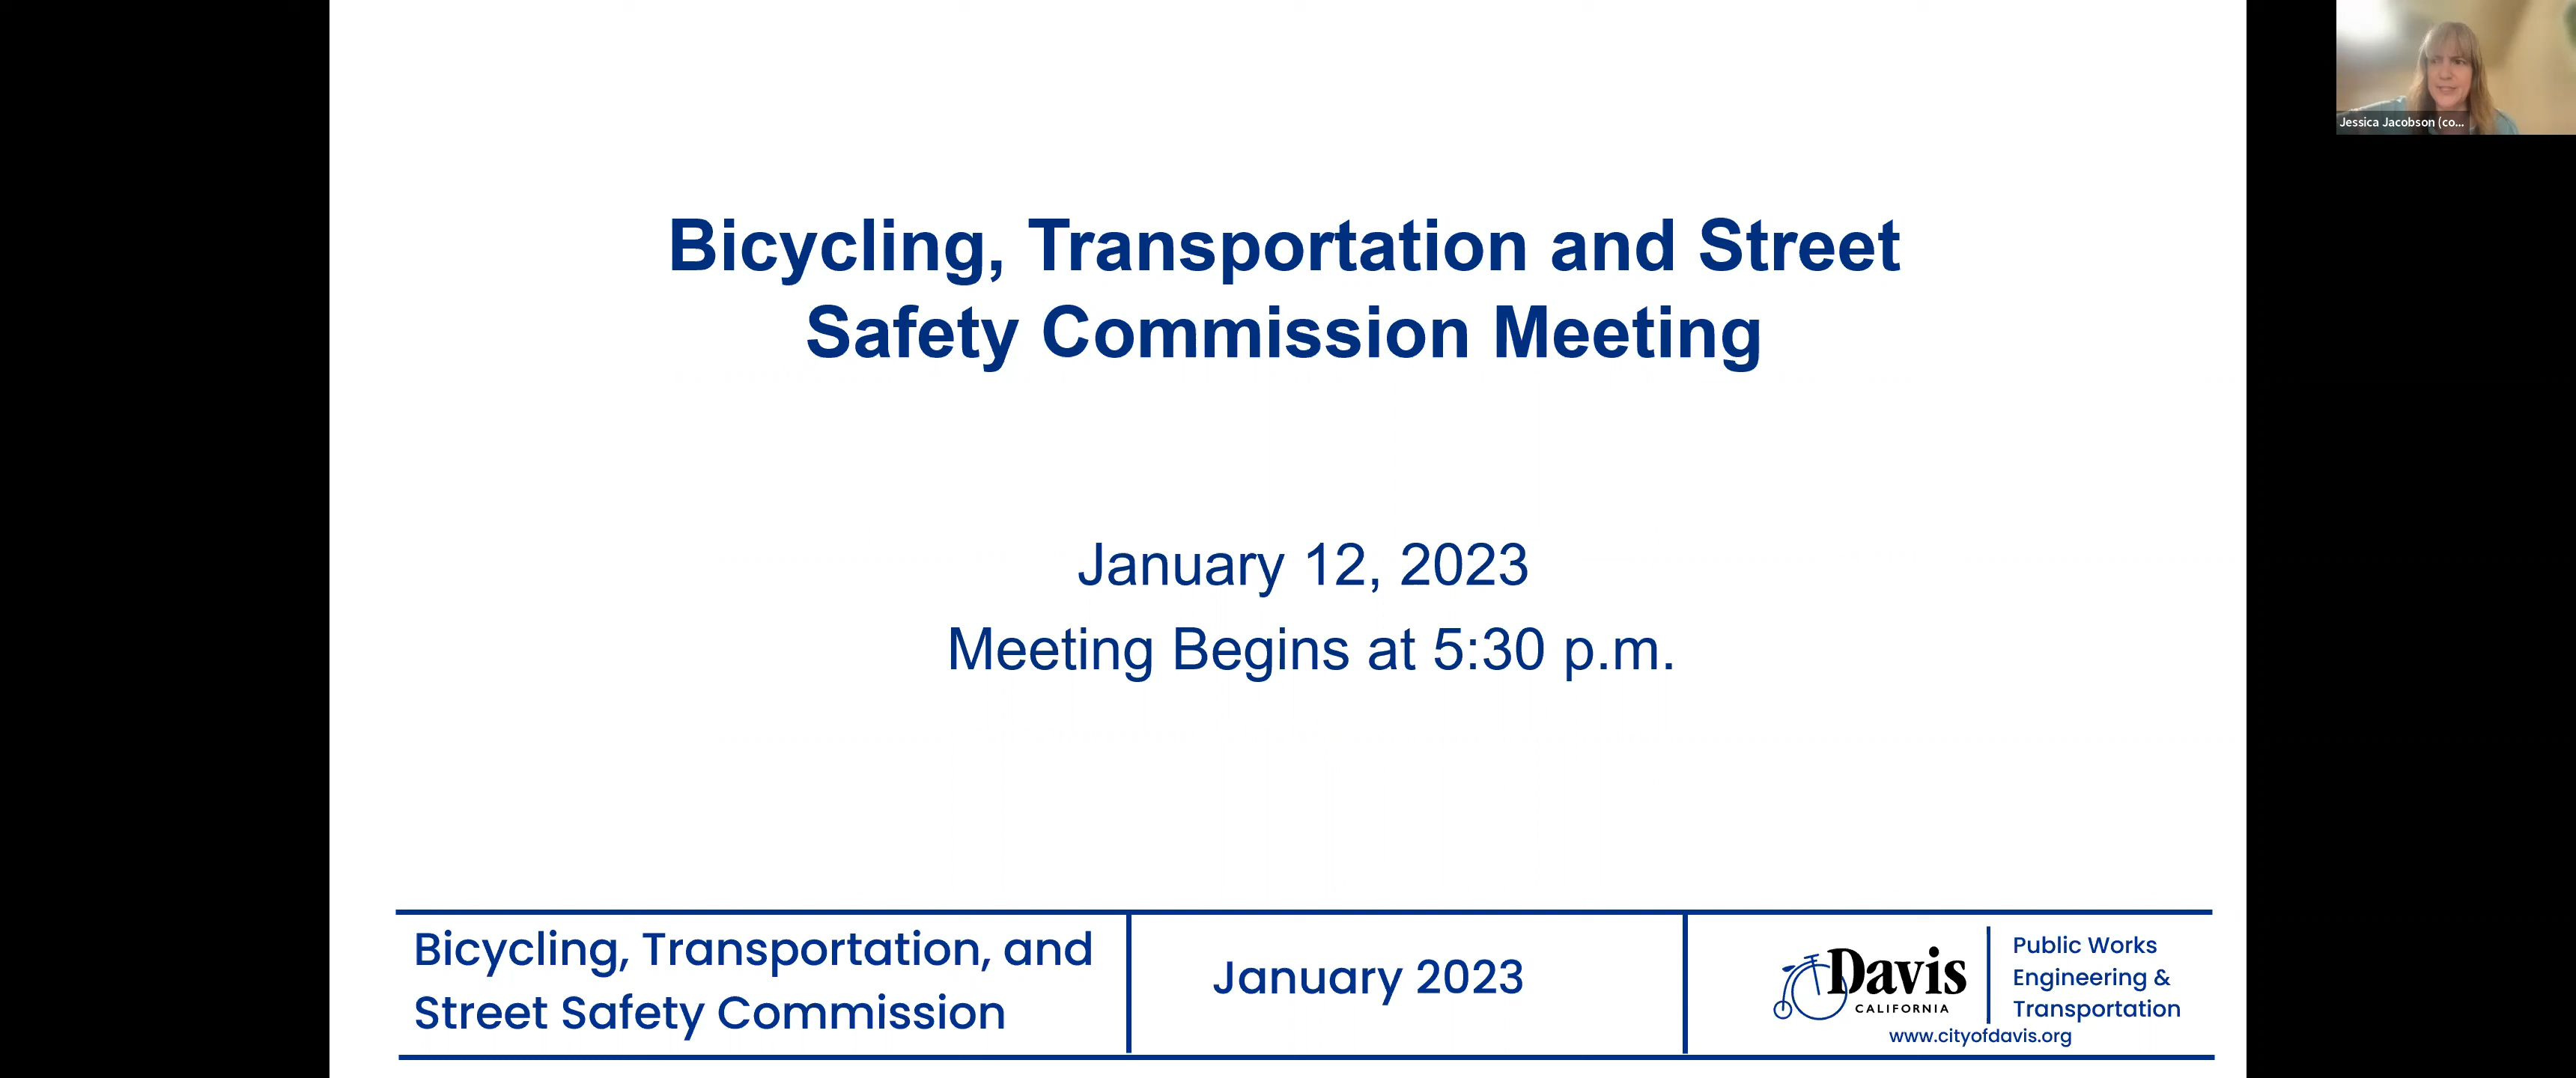 Jessica Jacobson (co...
Bicycling, Transportation and Street
Safety Commission Meeting
January 12, 2023
Meeting Begins at 5:30 p.m.
Bicycling, Transportation, and
Street Safety Commission
January 2023
Davis
CALIFORNIA
Public Works
Engineering &
Transportation
www.cityofdavis.org